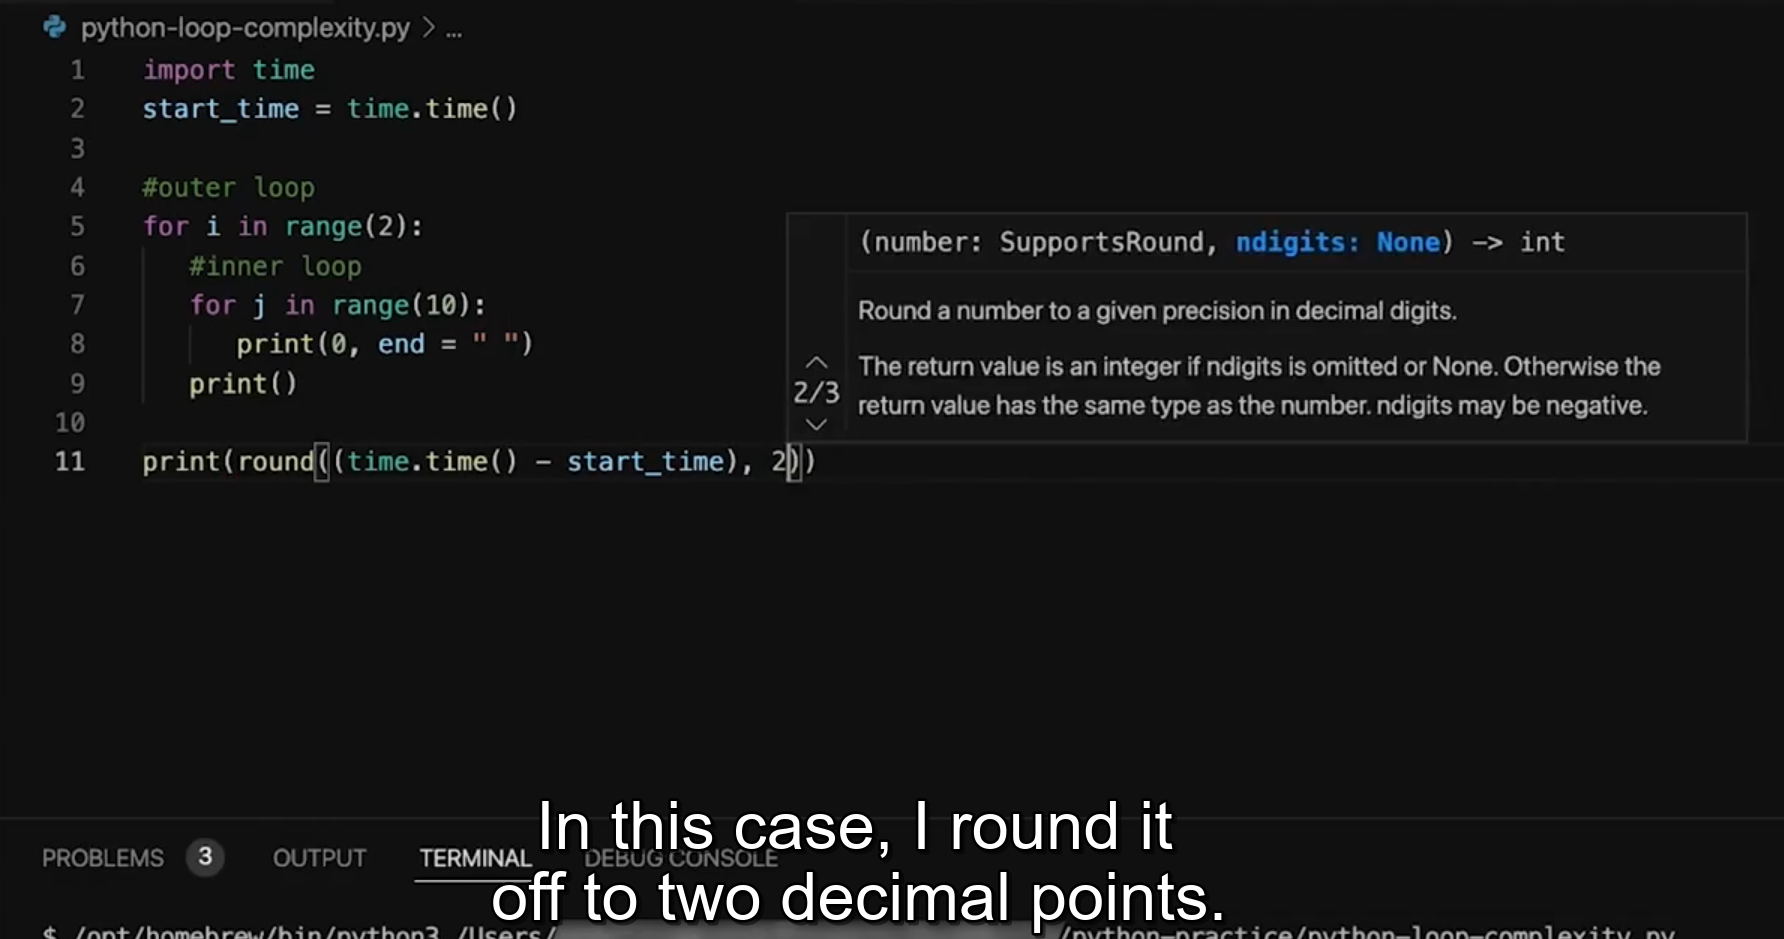 python-loop-complexity.py > ...
1 import time
2 start_time = time.time()
3
4 #outer loop
5 for i in range(2):
6 #inner loop
7 for j in range(10):
8 print(0, end = " ")
9 print()
10
11 print(round((time.time() - start_time), 2))
(number: SupportsRound, ndigits: None) -> int
Round a number to a given precision in decimal digits.
2/3
The return value is an integer if ndigits is omitted or None. Otherwise the
return value has the same type as the number. ndigits may be negative.
PROBLEMS 3 OUTPUT TERMINAL DEBUG CONSOLE
In this case, I round it
off to two decimal points.
$ /opt/homebrew/bin/python3 /Users/ /python-practice/python-loop-complexity.py